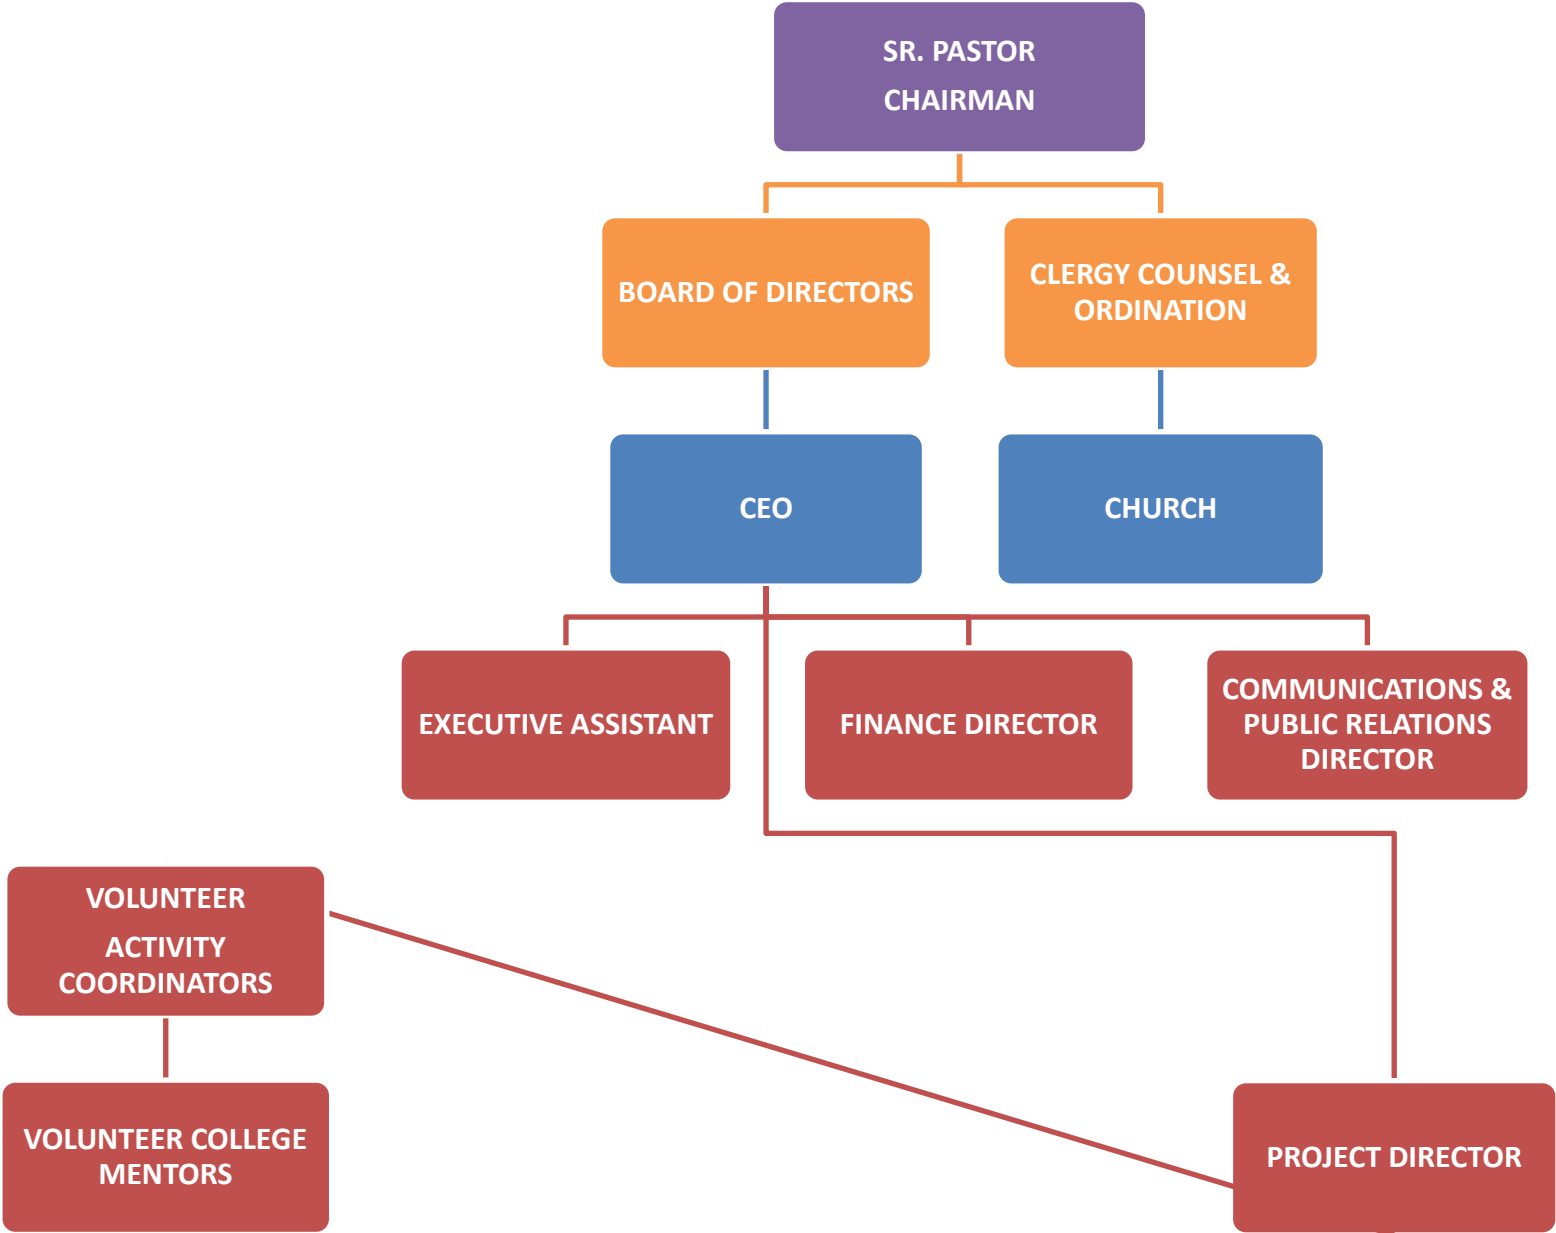 SR. PASTOR
CHAIRMAN
BOARD OF DIRECTORS
CLERGY COUNSEL &
ORDINATION
CEO
CHURCH
EXECUTIVE ASSISTANT
FINANCE DIRECTOR
COMMUNICATIONS &
PUBLIC RELATIONS
DIRECTOR
VOLUNTEER
ACTIVITY
COORDINATORS
VOLUNTEER COLLEGE
MENTORS
PROJECT DIRECTOR